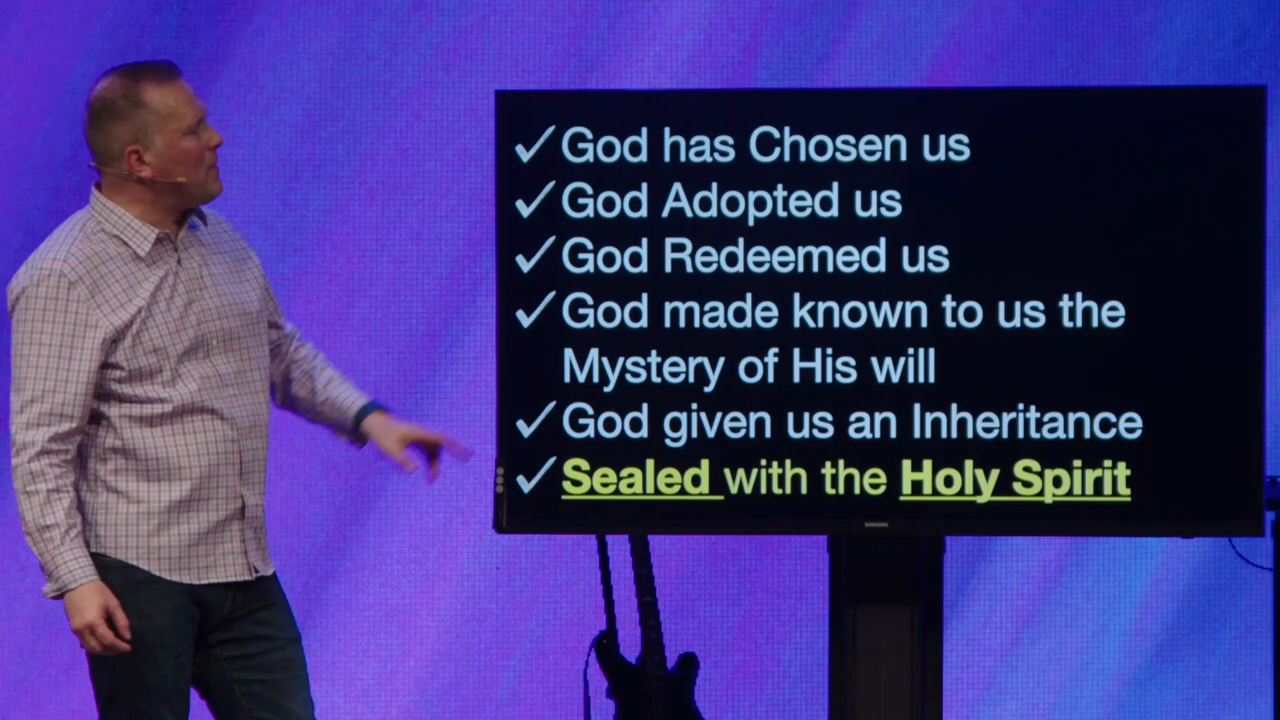 ✓ God has Chosen us
✓ God Adopted us
✓ God Redeemed us
✓ God made known to us the
Mystery of His will
✓ God given us an Inheritance
✓ Sealed with the Holy Spirit
SAMSUNG